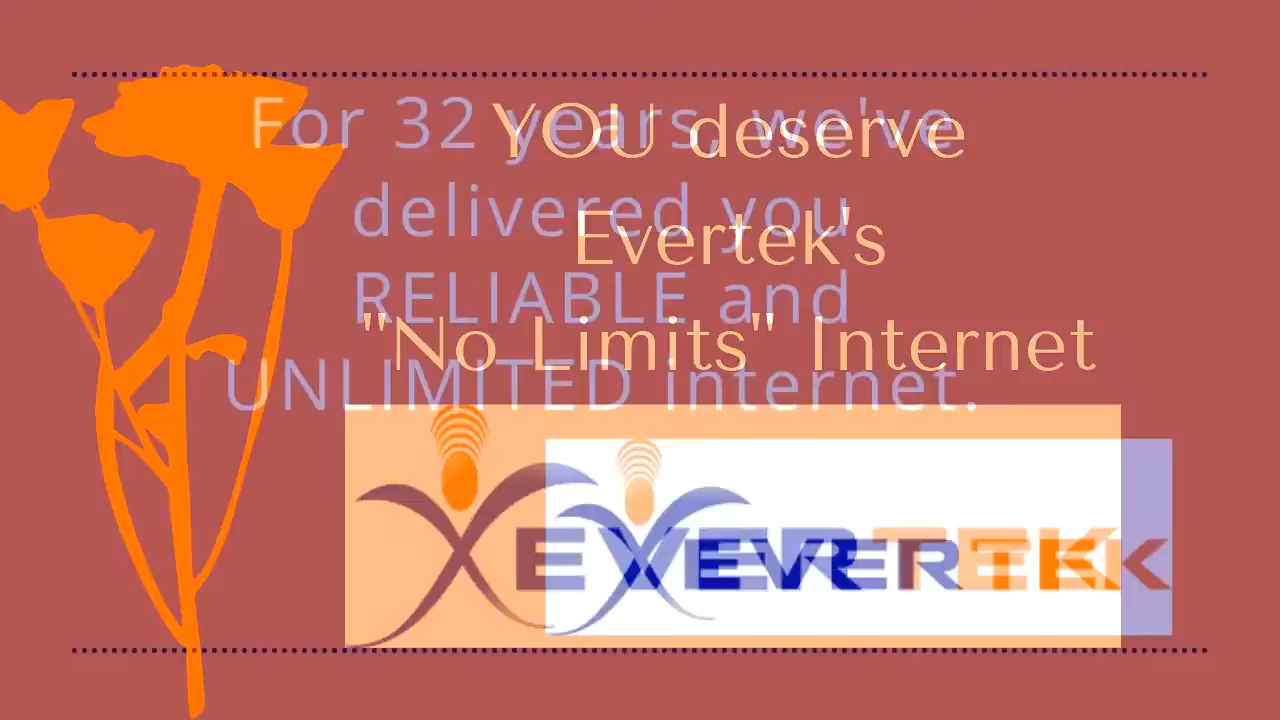 For 32 years, we've
delivered you
RELIABLE and
UNLIMITED internet.
YOU deserve
Evertek's
"No Limits" Internet
EVERTEK
EVERTEK